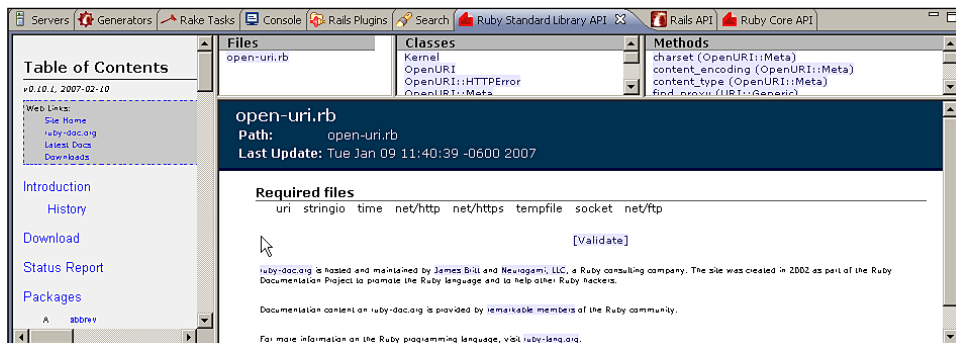 Servers Generators Rake Tasks Console Rails Plugins Search Ruby Standard Library API Rails API Ruby Core API
Table of Contents
v0.10.1, 2007-02-10
Web Links:
Site Home
ruby-doc.org
Latest Docs
Downloads
Introduction
History
Download
Status Report
Packages
A abbrev
Files
open-uri.rb
Classes
Kernel
OpenURI
OpenURI::HTTPError
OpenURI::Meta
Methods
charset (OpenURI::Meta)
content_encoding (OpenURI::Meta)
content_type (OpenURI::Meta)
find_proxy (URI::Generic)
open-uri.rb
Path: open-uri.rb
Last Update: Tue Jan 09 11:40:39 -0600 2007
Required files
uri stringio time net/http net/https tempfile socket net/ftp
[Validate]
ruby-doc.org is hosted and maintained by James Britt and Neurogami, LLC, a Ruby consulting company. The site was created in 2002 as part of the Ruby
Documentation Project to promote the Ruby language and to help other Ruby hackers.
Documentation content on ruby-doc.org is provided by remarkable members of the Ruby community.
For more information on the Ruby programming language, visit ruby-lang.org.